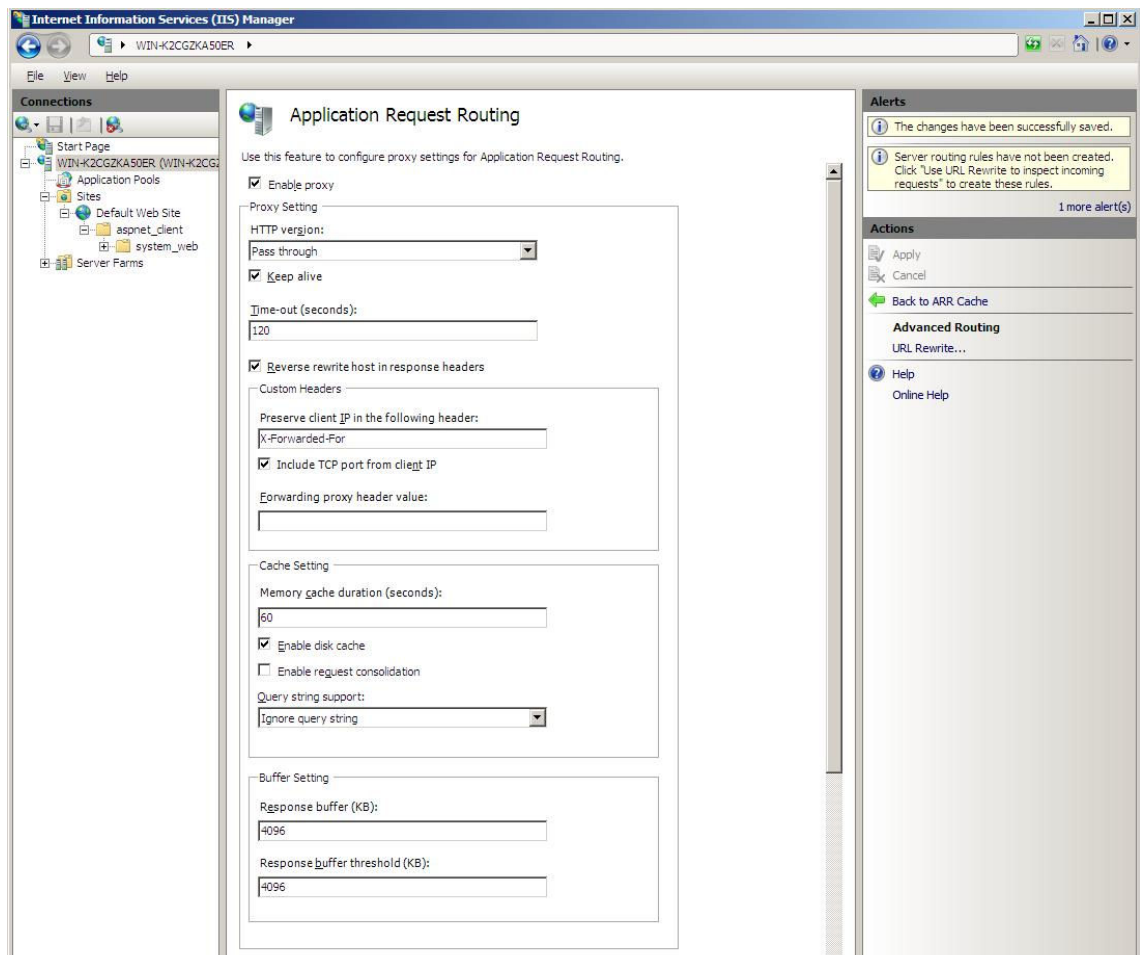 Internet Information Services (IIS) Manager
WIN-K2CGZKA50ER
File View Help
Connections
Start Page
WIN-K2CGZKA50ER (WIN-K2CGZ
Application Pools
Sites
Default Web Site
aspnet_client
system_web
Server Farms
Application Request Routing
Use this feature to configure proxy settings for Application Request Routing.
Enable proxy
Proxy Setting
HTTP version:
Pass through
Keep alive
Time-out (seconds):
120
Reverse rewrite host in response headers
Custom Headers
Preserve client IP in the following header:
X-Forwarded-For
Include TCP port from client IP
Forwarding proxy header value:
Cache Setting
Memory cache duration (seconds):
60
Enable disk cache
Enable request consolidation
Query string support:
Ignore query string
Buffer Setting
Response buffer (KB):
4096
Response buffer threshold (KB):
4096
Alerts
The changes have been successfully saved.
Server routing rules have not been created.
Click "Use URL Rewrite to inspect incoming
requests" to create these rules.
1 more alert(s)
Actions
Apply
Cancel
Back to ARR Cache
Advanced Routing
URL Rewrite...
Help
Online Help